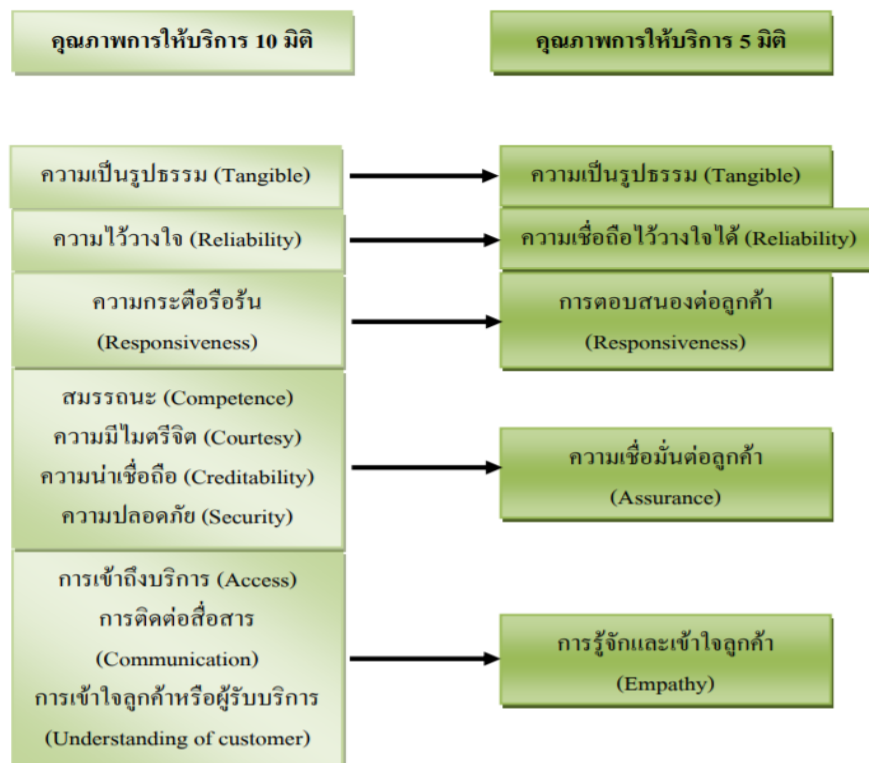 คุณภาพการให้บริการ 10 มิติ
คุณภาพการให้บริการ 5 มิติ
ความเป็นรูปธรรม (Tangible)
ความเป็นรูปธรรม (Tangible)
ความไว้วางใจ (Reliability)
ความเชื่อถือไว้วางใจได้ (Reliability)
ความกระตือรือร้น
(Responsiveness)
การตอบสนองต่อลูกค้า
(Responsiveness)
สมรรถนะ (Competence)
ความมีไมตรีจิต (Courtesy)
ความน่าเชื่อถือ (Creditability)
ความปลอดภัย (Security)
ความเชื่อมั่นต่อลูกค้า
(Assurance)
การเข้าถึงบริการ (Access)
การติดต่อสื่อสาร
(Communication)
การเข้าใจลูกค้าหรือผู้รับบริการ
(Understanding of customer)
การรู้จักและเข้าใจลูกค้า
(Empathy)